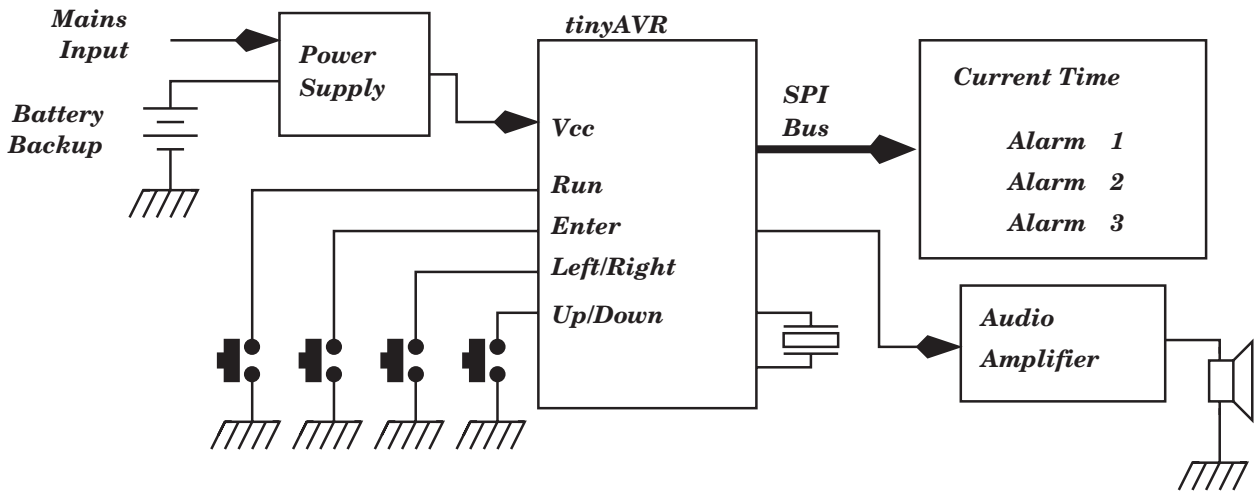 Mains
Input
Battery
Backup
Power
Supply
tinyAVR
Vcc
Run
Enter
Left/Right
Up/Down
SPI
Bus
Current Time
Alarm 1
Alarm 2
Alarm 3
Audio
Amplifier